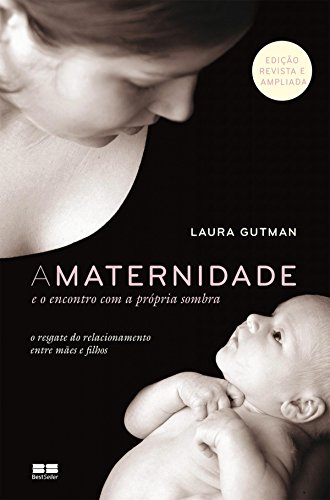 EDIÇÃO
REVISTA E
AMPLIADA
LAURA GUTMAN
A MATERNIDADE
e o encontro com a própria sombra
o resgate do relacionamento
entre mães e filhos
BestSeller